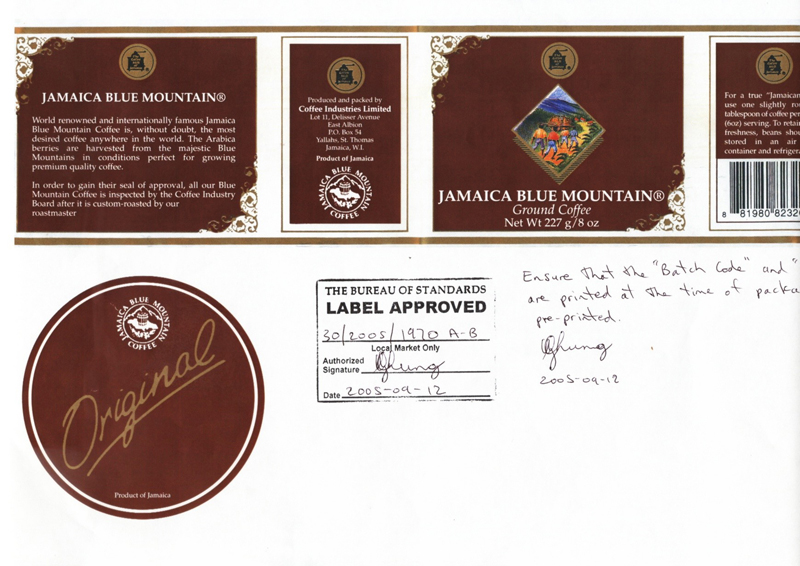 JAMAICA BLUE MOUNTAIN®
World renowned and internationally famous Jamaica
Blue Mountain Coffee is, without doubt, the most
desired coffee anywhere in the world. The Arabica
berries are harvested from the majestic Blue
Mountains in conditions perfect for growing
premium quality coffee.
In order to gain their seal of approval, all our Blue
Mountain Coffee is inspected by the Coffee Industry
Board after it is custom-roasted by our
roastmaster
Produced and packed by
Coffee Industries Limited
Lot 11, Delisser Avenue
East Albion
P.O. Box 54
Yallahs, St. Thomas
Jamaica, W.I.
Product of Jamaica
JAMAICA BLUE MOUNTAIN
COFFEE
JAMAICA BLUE MOUNTAIN®
Ground Coffee
Net Wt 227 g/8 oz
For a true "Jamaican
use one slightly ro
tablespoon of coffee per
(6oz) serving. To retai
freshness, beans shou
stored in an air
container and refrigera
8 81980 8232
JAMAICA BLUE MOUNTAIN
COFFEE
Original
Product of Jamaica
THE BUREAU OF STANDARDS
LABEL APPROVED
30/2005/1970 A-B
Local Market Only
Authorized
Signature
Date 2005-09-12
Ensure that the "Batch Code" and "
are printed at the time of packa
pre-printed.
2005-09-12